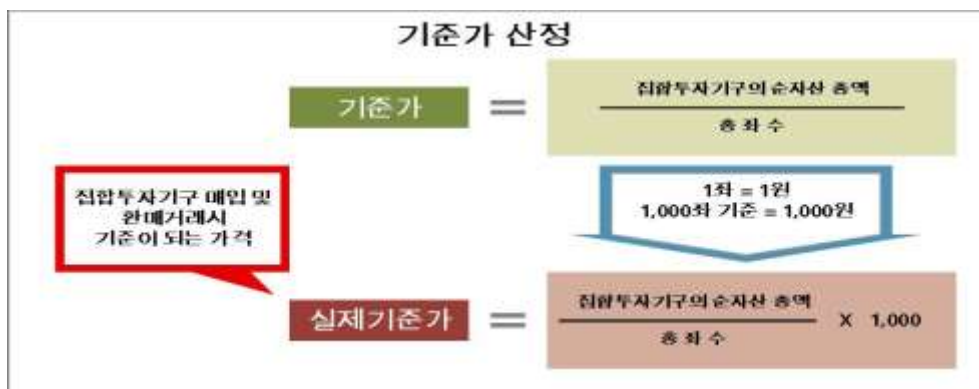 기준가 산정
기준가
=
집합투자기구의 순자산 총액
총 좌 수
집합투자기구 매입 및
환매거래시
기준이 되는 가격
1좌 = 1원
1,000좌 기준 = 1,000원
실제기준가
=
집합투자기구의 순자산 총액
총 좌 수
X 1,000